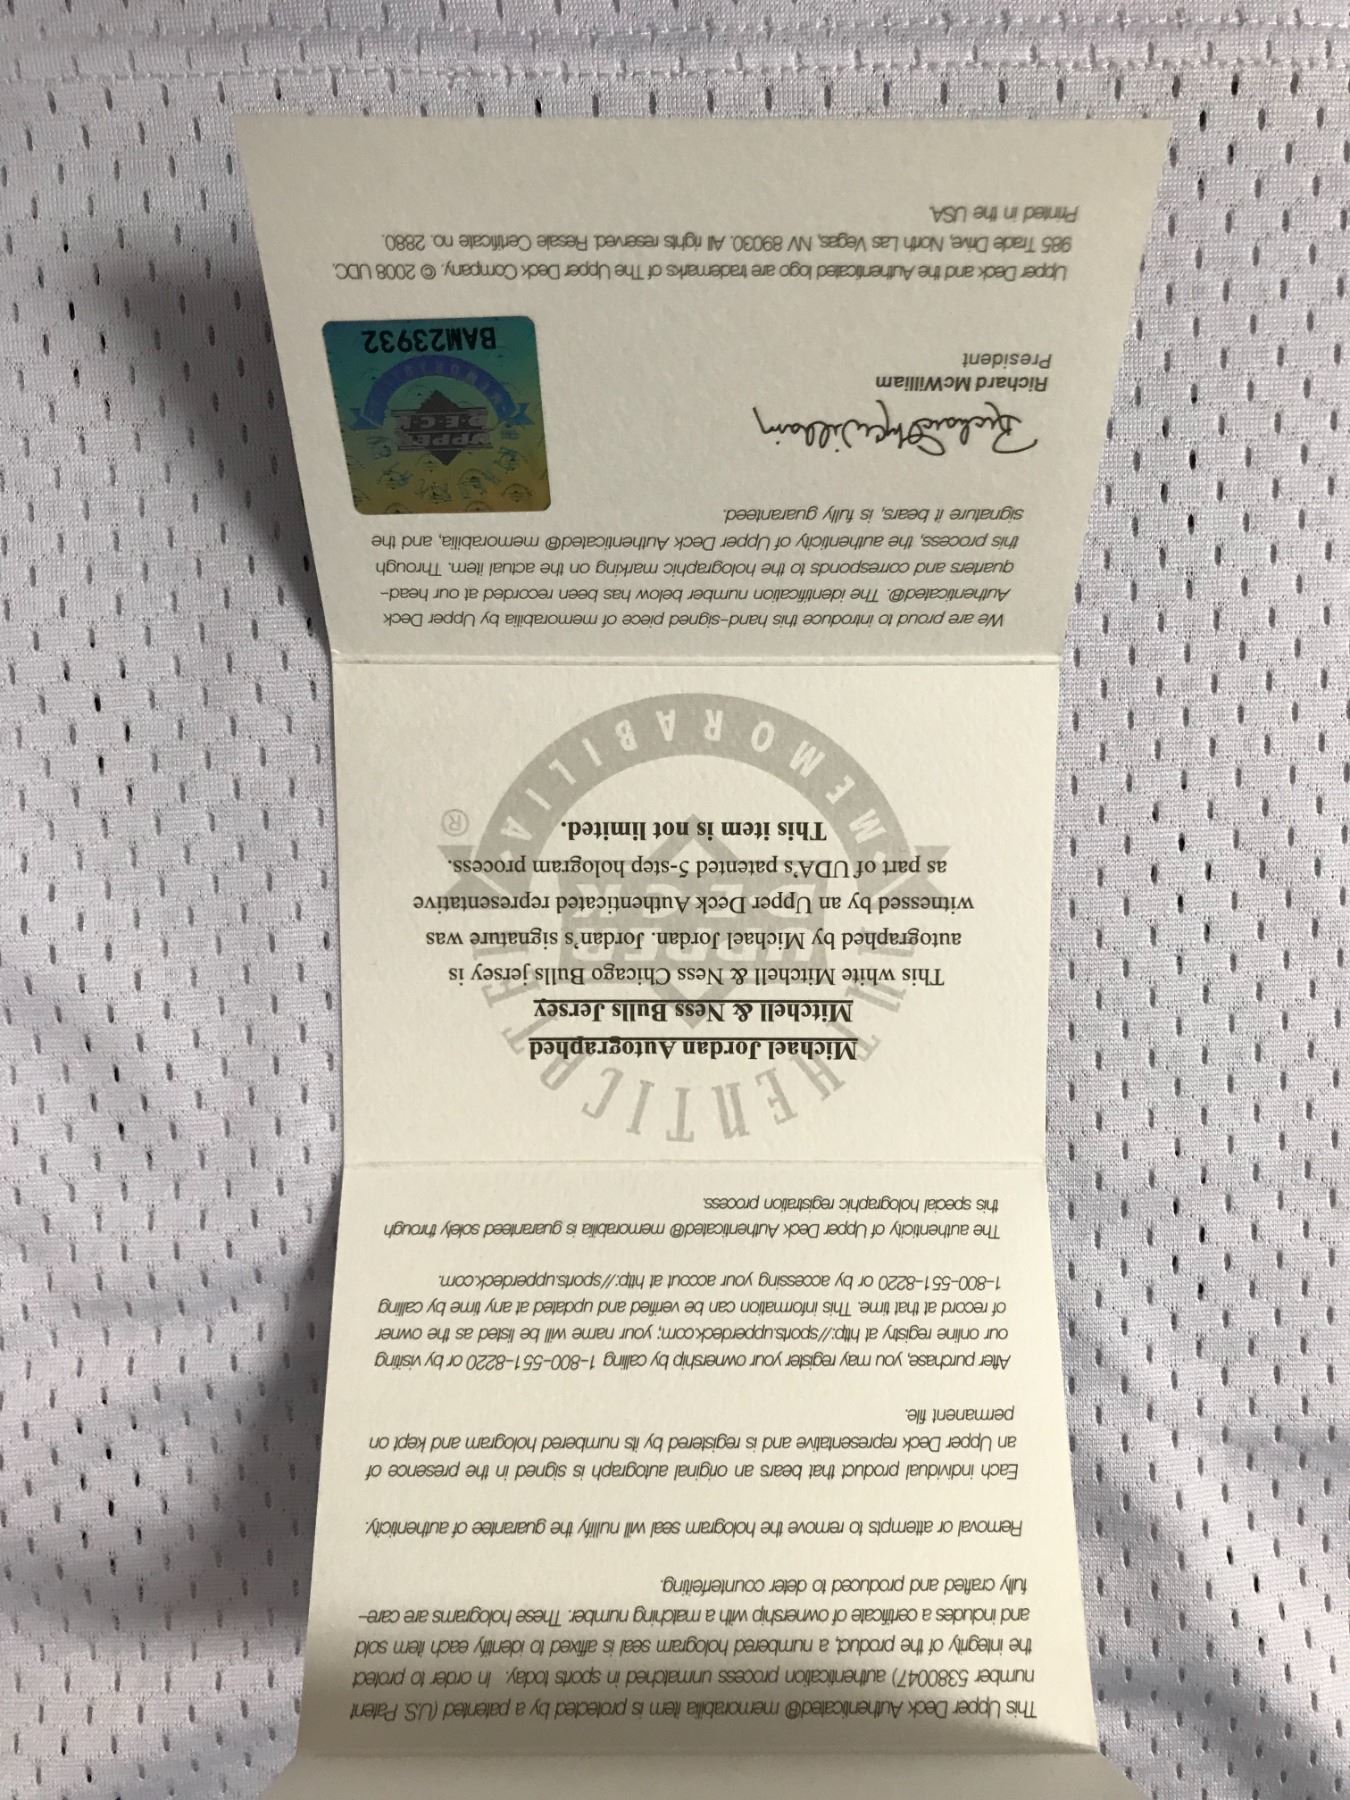 This Upper Deck Authenticated® memorabilia item is protected by a patented (U.S. Patent
number 5380047) authentication process unmatched in sports today. In order to protect
the integrity of the product, a numbered hologram seal is affixed to identify each item sold
and includes a certificate of ownership with a matching number. These holograms are care-
fully crafted and produced to deter counterfeiting.
Removal or attempts to remove the hologram seal will nullify the guarantee of authenticity.
Each individual product that bears an original autograph is signed in the presence of
an Upper Deck representative and is registered by its numbered hologram and kept on
permanent file.
After purchase, you may register your ownership by calling 1-800-551-8220 or by visiting
our online registry at http://sports.upperdeck.com; your name will be listed as the owner
of record at that time. This information can be verified and updated at any time by calling
1-800-551-8220 or by accessing your accout at http://sports.upperdeck.com.
The authenticity of Upper Deck Authenticated® memorabilia is guaranteed solely through
this special holographic registration process.
AUTHENTICATED
UPPER
DECK
MEMORABILIA
®
Michael Jordan Autographed
Mitchell & Ness Bulls Jersey
This white Mitchell & Ness Chicago Bulls jersey is
autographed by Michael Jordan. Jordan's signature was
witnessed by an Upper Deck Authenticated representative
as part of UDA's patented 5-step hologram process.
This item is not limited.
We are proud to introduce this hand-signed piece of memorabilia by Upper Deck
Authenticated®. The identification number below has been recorded at our head-
quarters and corresponds to the holographic marking on the actual item. Through
this process, the authenticity of Upper Deck Authenticated® memorabilia, and the
signature it bears, is fully guaranteed.
Richard McWilliam
Richard McWilliam
President
UPPER
DECK
MEMORABILIA
BAM23932
Upper Deck and the Authenticated logo are trademarks of The Upper Deck Company. © 2008 UDC,
985 Trade Drive, North Las Vegas, NV 89030. All rights reserved. Resale Certificate no. 2880.
Printed in the USA.